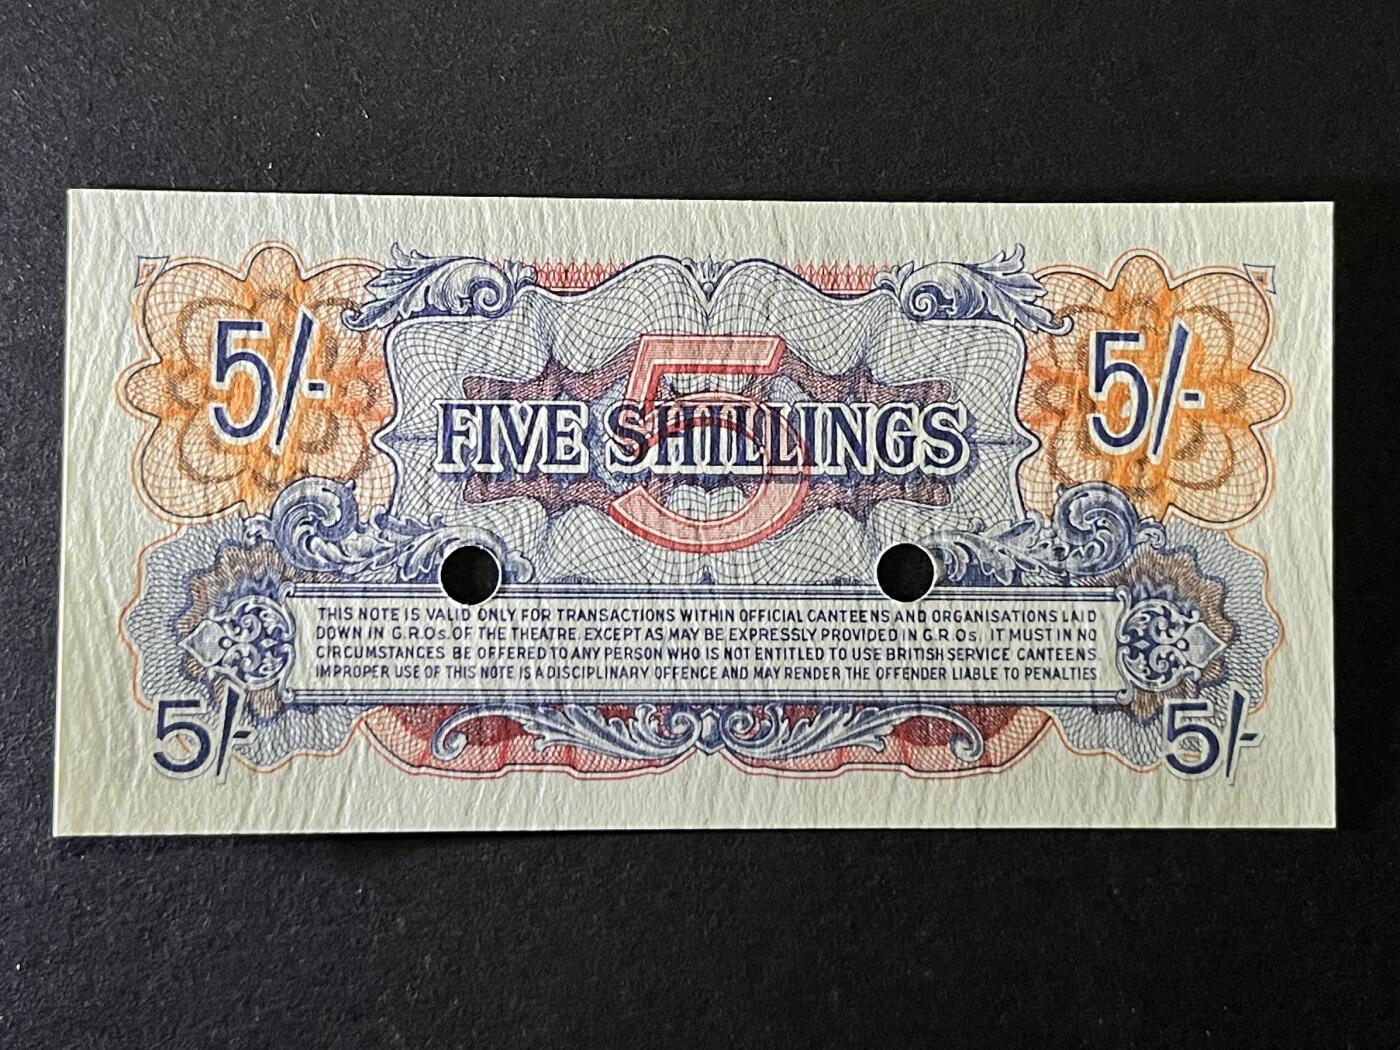 5/-
5/-
5
FIVE SHILLINGS
THIS NOTE IS VALID ONLY FOR TRANSACTIONS WITHIN OFFICIAL CANTEENS AND ORGANISATIONS LAID
DOWN IN G.R.Os. OF THE THEATRE, EXCEPT AS MAY BE EXPRESSLY PROVIDED IN G.R.Os. IT MUST IN NO
CIRCUMSTANCES BE OFFERED TO ANY PERSON WHO IS NOT ENTITLED TO USE BRITISH SERVICE CANTEENS.
IMPROPER USE OF THIS NOTE IS A DISCIPLINARY OFFENCE AND MAY RENDER THE OFFENDER LIABLE TO PENALTIES.
5/-
5/-